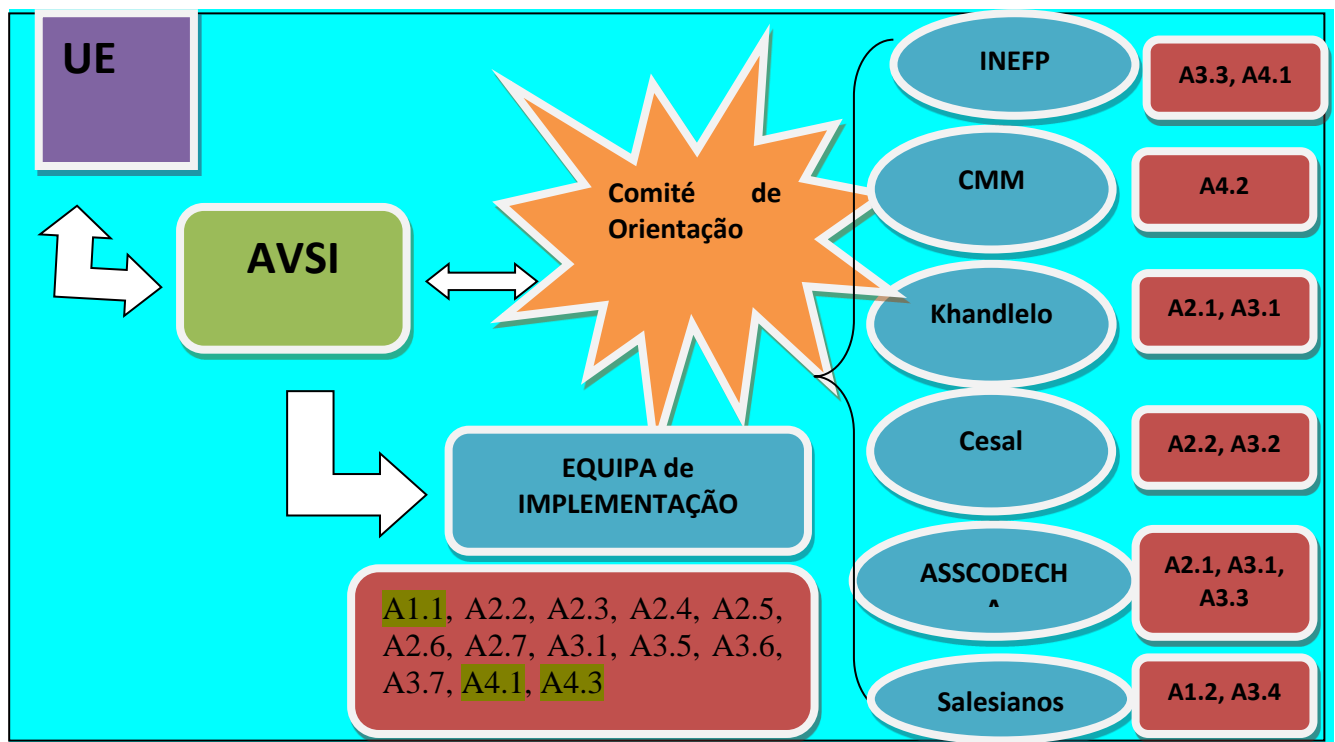 UE
AVSI
Comité de
Orientação
EQUIPA de
IMPLEMENTAÇÃO
A1.1, A2.2, A2.3, A2.4, A2.5,
A2.6, A2.7, A3.1, A3.5, A3.6,
A3.7, A4.1, A4.3
INEFP
A3.3, A4.1
CMM
A4.2
Khandlelo
A2.1, A3.1
Cesal
A2.2, A3.2
ASSCODECH
A
A2.1, A3.1,
A3.3
Salesianos
A1.2, A3.4